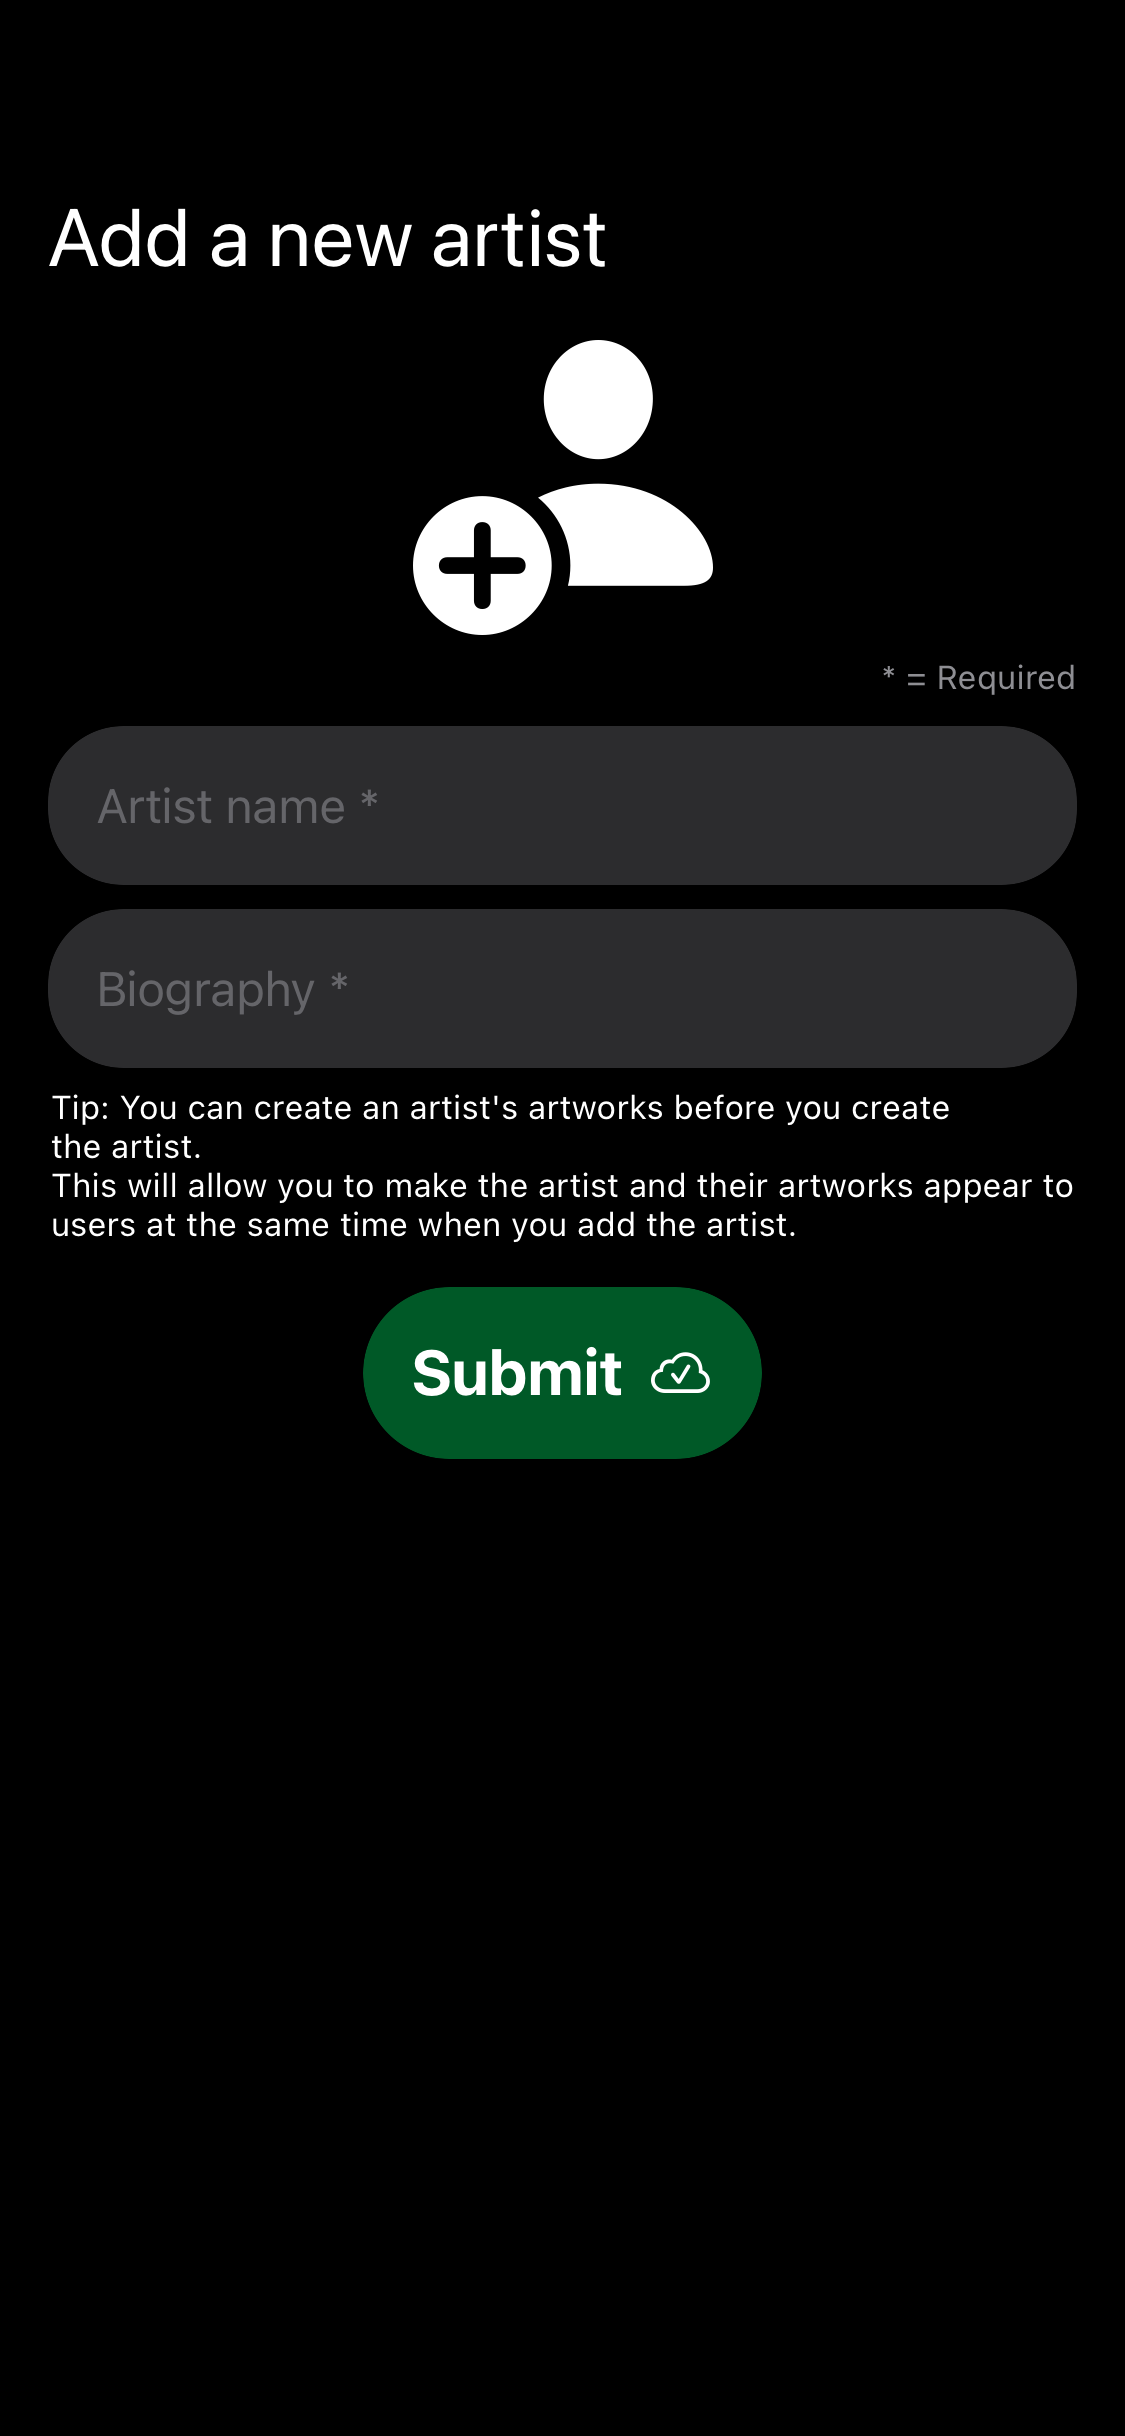 Add a new artist
* = Required
Artist name *
Biography *
Tip: You can create an artist's artworks before you create
the artist.
This will allow you to make the artist and their artworks appear to
users at the same time when you add the artist.
Submit